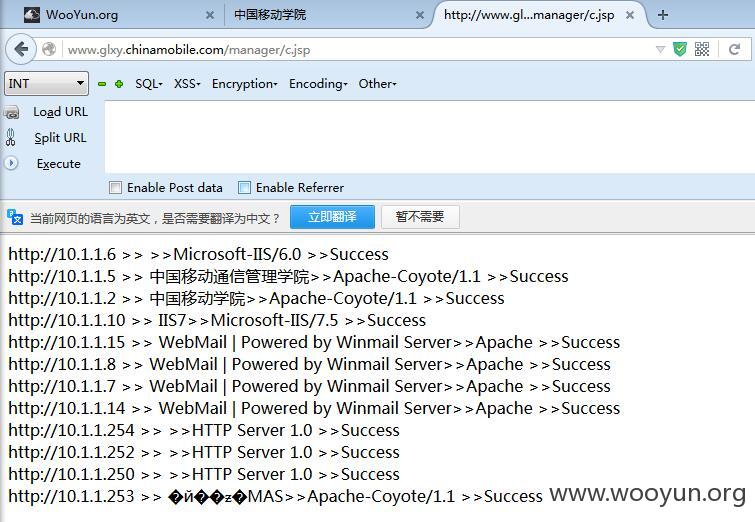 WooYun.org
中国移动学院
http://www.gl...manager/c.jsp
www.glxy.chinamobile.com/manager/c.jsp
INT SQL XSS Encryption Encoding Other
Load URL
Split URL
Execute
Enable Post data Enable Referrer
当前网页的语言为英文，是否需要翻译为中文？ 立即翻译 暂不需要
http://10.1.1.6 >> >>Microsoft-IIS/6.0 >>Success
http://10.1.1.5 >> 中国移动通信管理学院>>Apache-Coyote/1.1 >>Success
http://10.1.1.2 >> 中国移动学院>>Apache-Coyote/1.1 >>Success
http://10.1.1.10 >> IIS7>>Microsoft-IIS/7.5 >>Success
http://10.1.1.15 >> WebMail | Powered by Winmail Server>>Apache >>Success
http://10.1.1.8 >> WebMail | Powered by Winmail Server>>Apache >>Success
http://10.1.1.7 >> WebMail | Powered by Winmail Server>>Apache >>Success
http://10.1.1.14 >> WebMail | Powered by Winmail Server>>Apache >>Success
http://10.1.1.254 >> >>HTTP Server 1.0 >>Success
http://10.1.1.252 >> >>HTTP Server 1.0 >>Success
http://10.1.1.250 >> >>HTTP Server 1.0 >>Success
http://10.1.1.253 >> �й��ƶ�MAS>>Apache-Coyote/1.1 >>Success
www.wooyun.org